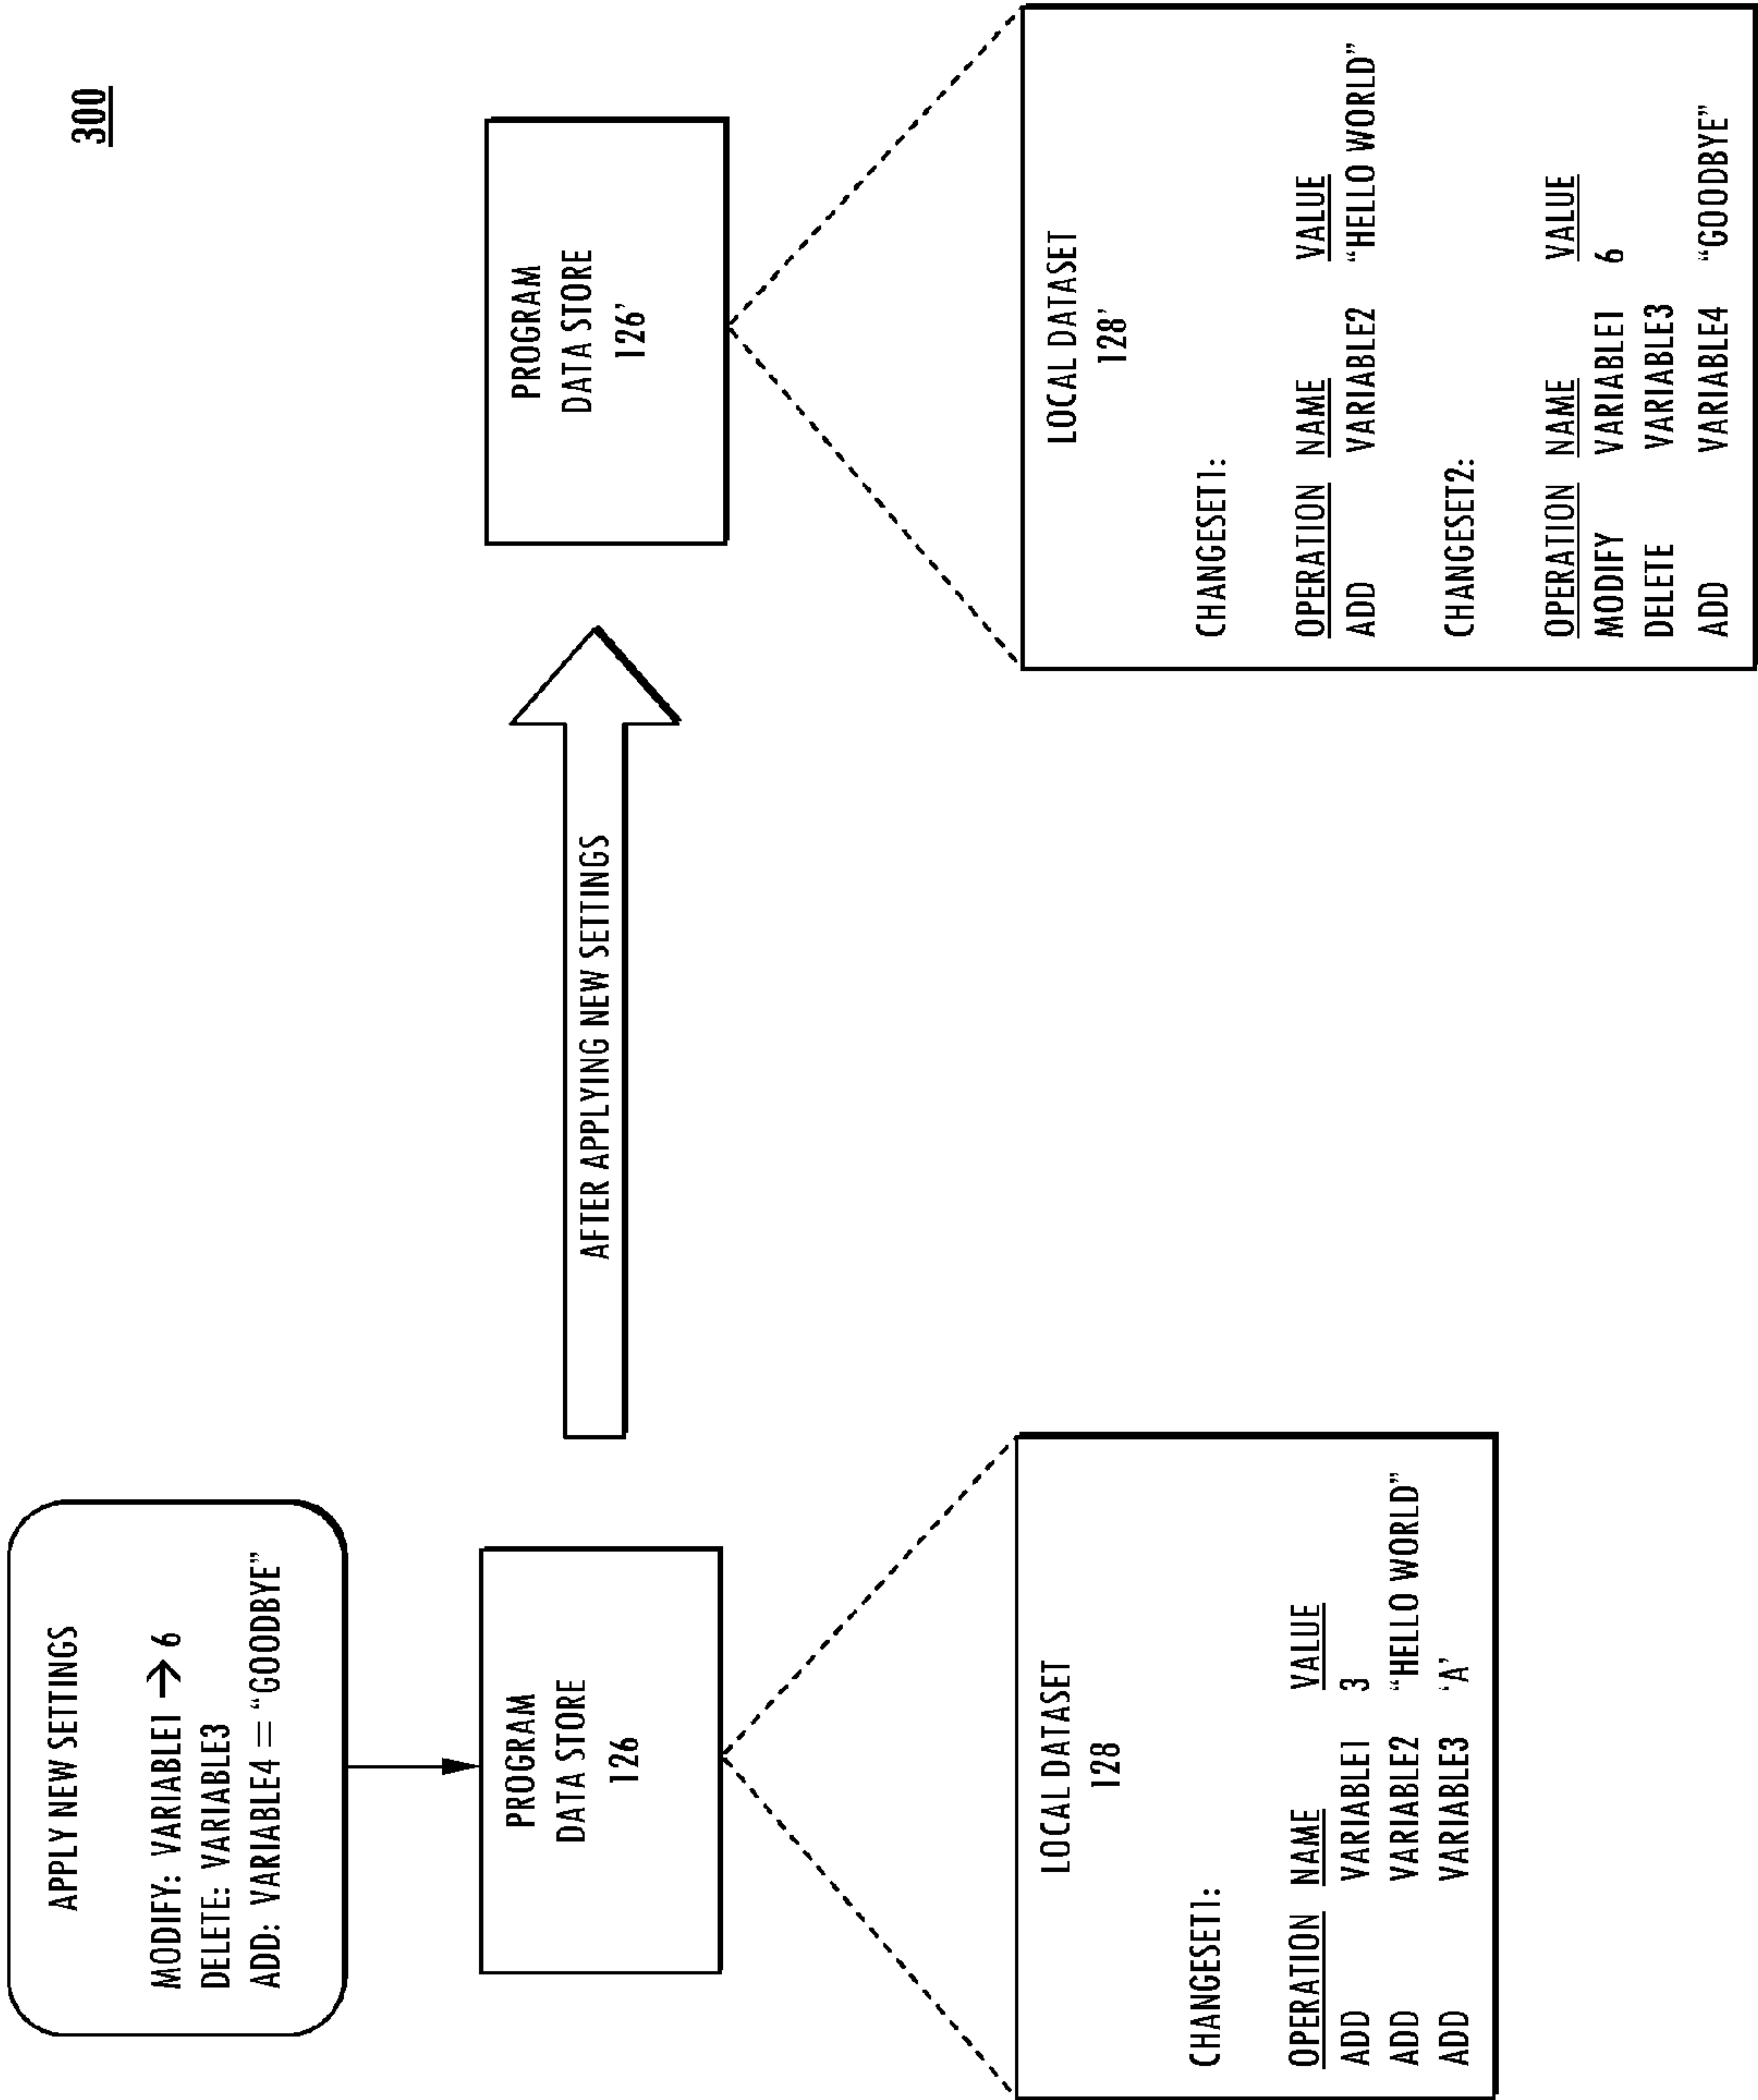 300
APPLY NEW SETTINGS
MODIFY: VARIABLE1 → 6
DELETE: VARIABLE3
ADD: VARIABLE4 = “GOODBYE”
PROGRAM
DATA STORE
126
LOCAL DATASET
128
CHANGESET1:
OPERATION NAME VALUE
ADD VARIABLE1 3
ADD VARIABLE2 “HELLO WORLD”
ADD VARIABLE3 ‘A’
AFTER APPLYING NEW SETTINGS
PROGRAM
DATA STORE
126’
LOCAL DATASET
128’
CHANGESET1:
OPERATION NAME VALUE
ADD VARIABLE2 “HELLO WORLD”
CHANGESET2:
OPERATION NAME VALUE
MODIFY VARIABLE1 6
DELETE VARIABLE3
ADD VARIABLE4 “GOODBYE”